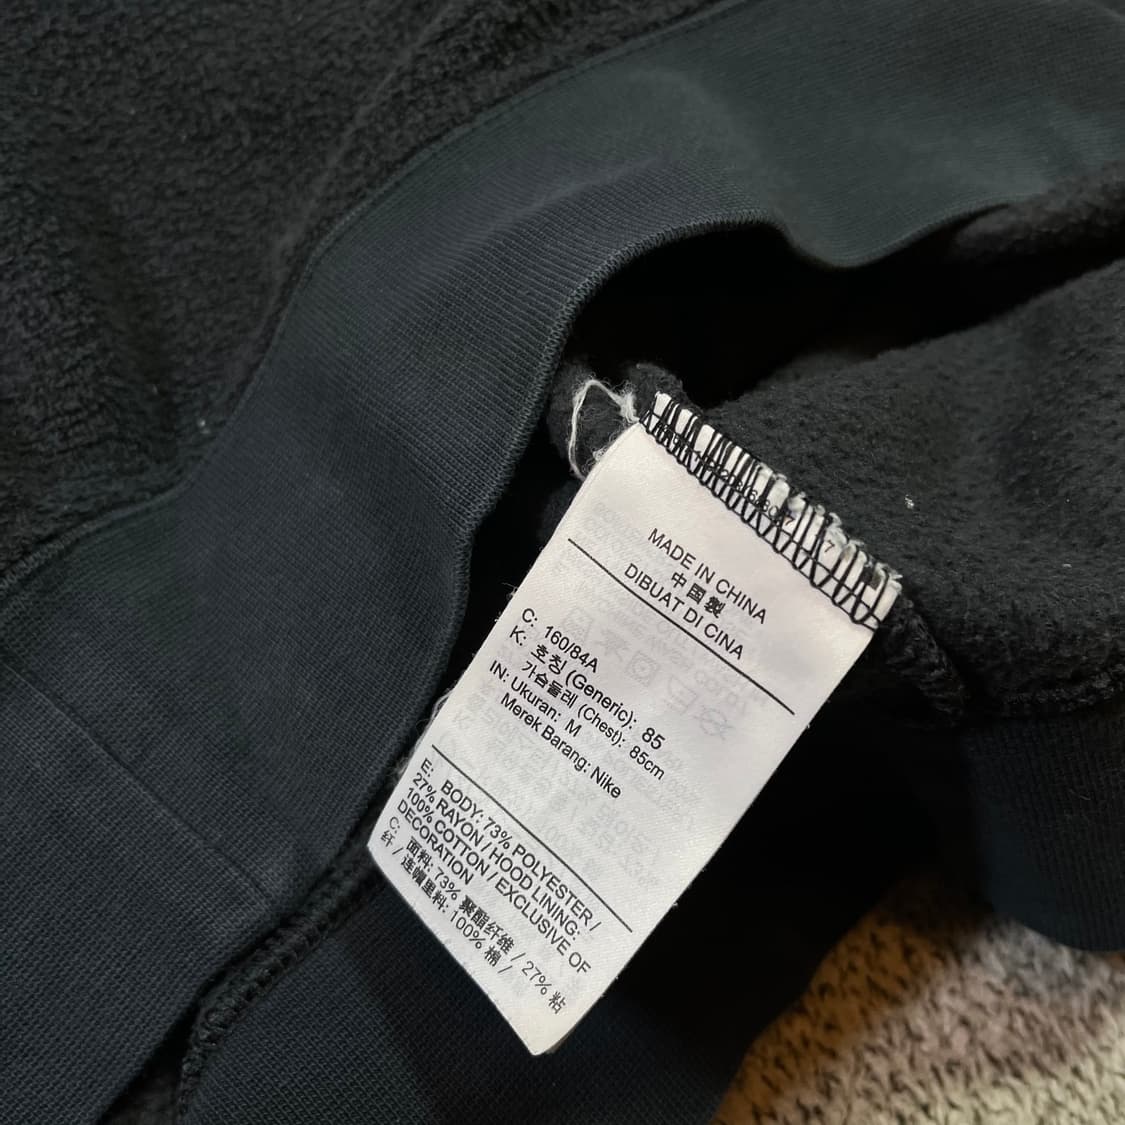 MADE IN CHINA
中国製
DIBUAT DI CINA
C: 160/84A
K: 호칭 (Generic): 85
가슴둘레 (Chest): 85cm
IN: Ukuran: M
Merek Barang: Nike
E: BODY: 73% POLYESTER /
27% RAYON / HOOD LINING:
100% COTTON / EXCLUSIVE OF
DECORATION
C: 面料: 73% 聚酯纤维 / 27% 粘
纤 / 连帽里料: 100% 棉 /